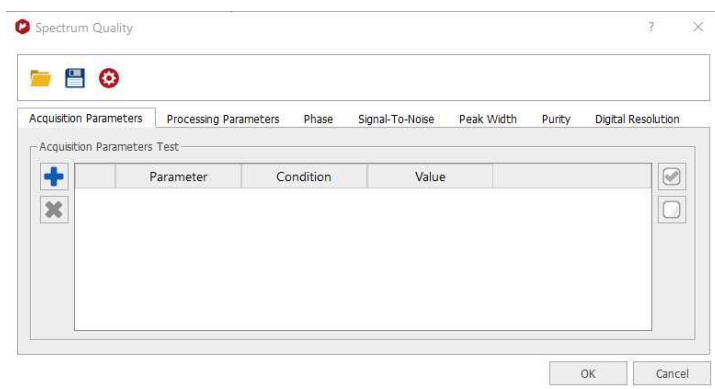 Spectrum Quality
?
Acquisition Parameters Processing Parameters Phase Signal-To-Noise Peak Width Purity Digital Resolution
Acquisition Parameters Test
Parameter Condition Value
OK Cancel